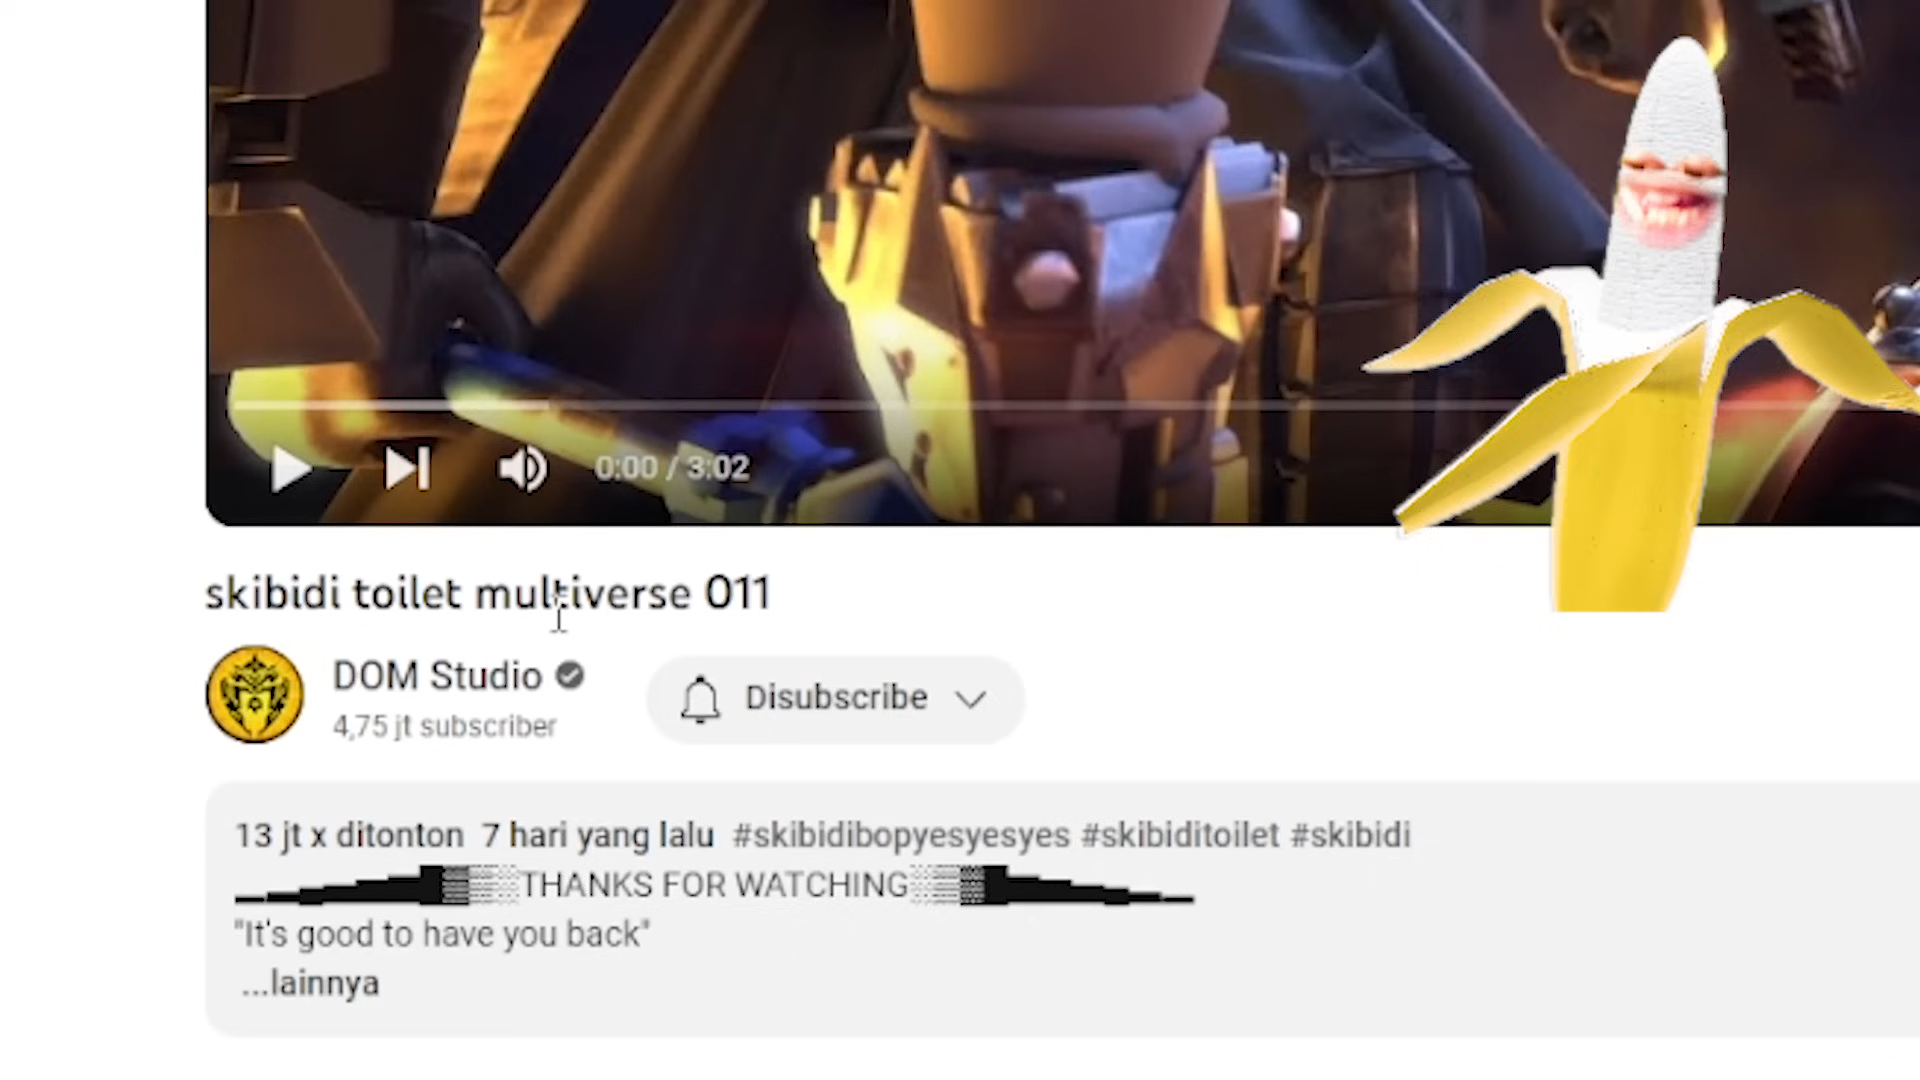 0:00 / 3:02
skibidi toilet multiverse 011
DOM Studio
4,75 jt subscriber
Disubscribe
13 jt x ditonton 7 hari yang lalu #skibidibopyesyesyes #skibiditoilet #skibidi
THANKS FOR WATCHING
"It's good to have you back"
...lainnya